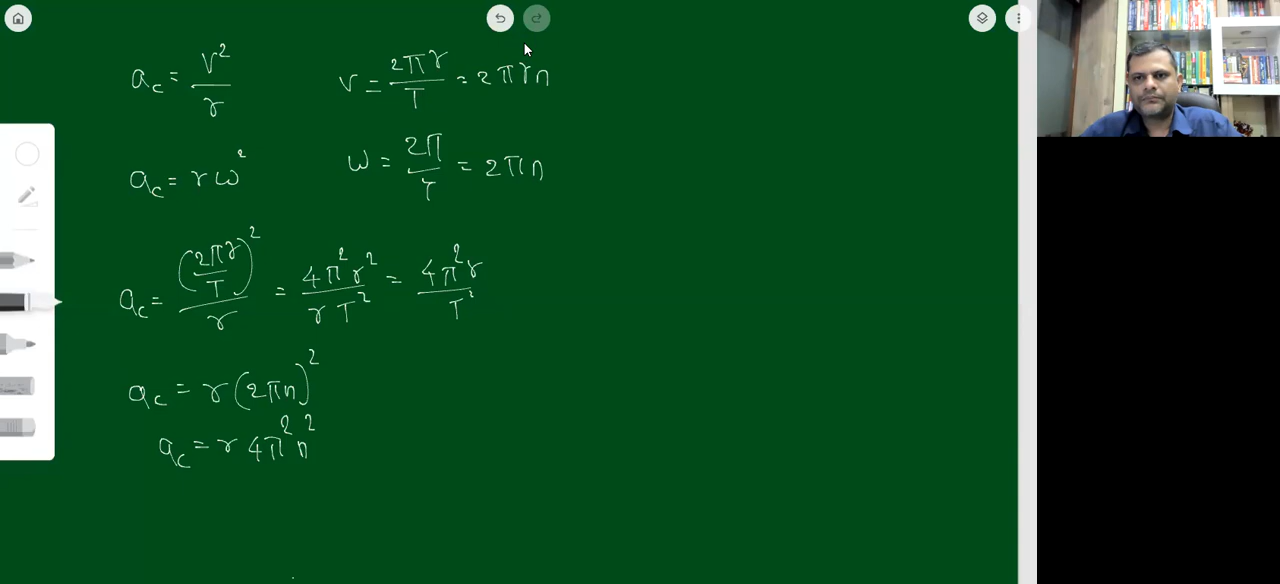 a_c = v²/r    v = 2πr/T = 2πrn
a_c = rω²    ω = 2π/T = 2πn
a_c = (2πr/T)²/r = 4π²r²/rT² = 4π²r/T²
a_c = r(2πn)²
a_c = r4π²n²